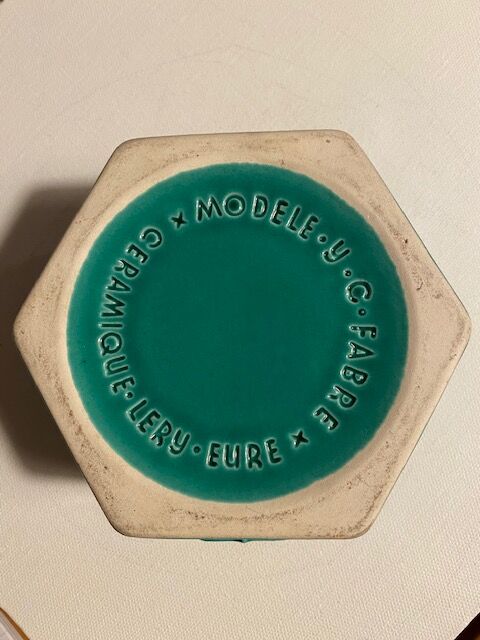 MODELE·Y·C·FABRE ×
CERAMIQUE·LERY·EURE ×